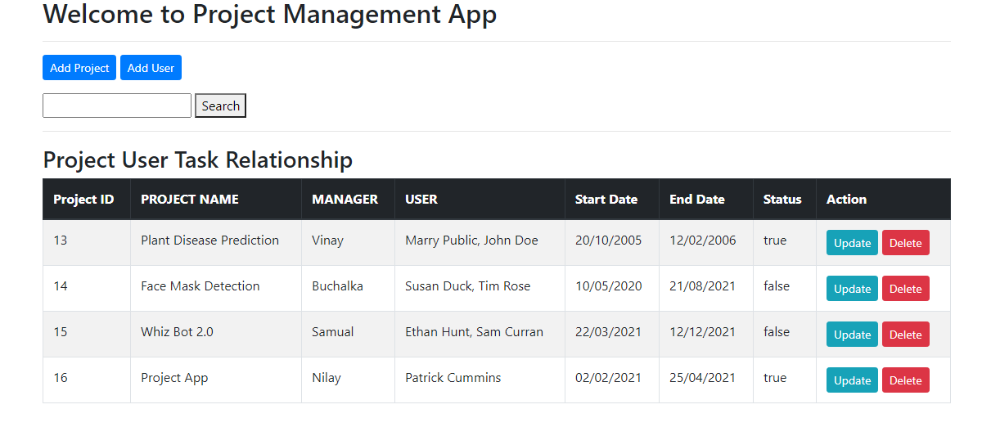 Welcome to Project Management App
Add Project Add User
Search
Project User Task Relationship
Project ID PROJECT NAME MANAGER USER Start Date End Date Status Action
13 Plant Disease Prediction Vinay Marry Public, John Doe 20/10/2005 12/02/2006 true Update Delete
14 Face Mask Detection Buchalka Susan Duck, Tim Rose 10/05/2020 21/08/2021 false Update Delete
15 Whiz Bot 2.0 Samual Ethan Hunt, Sam Curran 22/03/2021 12/12/2021 false Update Delete
16 Project App Nilay Patrick Cummins 02/02/2021 25/04/2021 true Update Delete